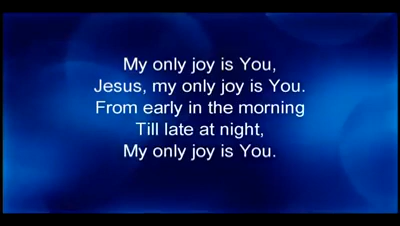 My only joy is You,
Jesus, my only joy is You.
From early in the morning
Till late at night,
My only joy is You.